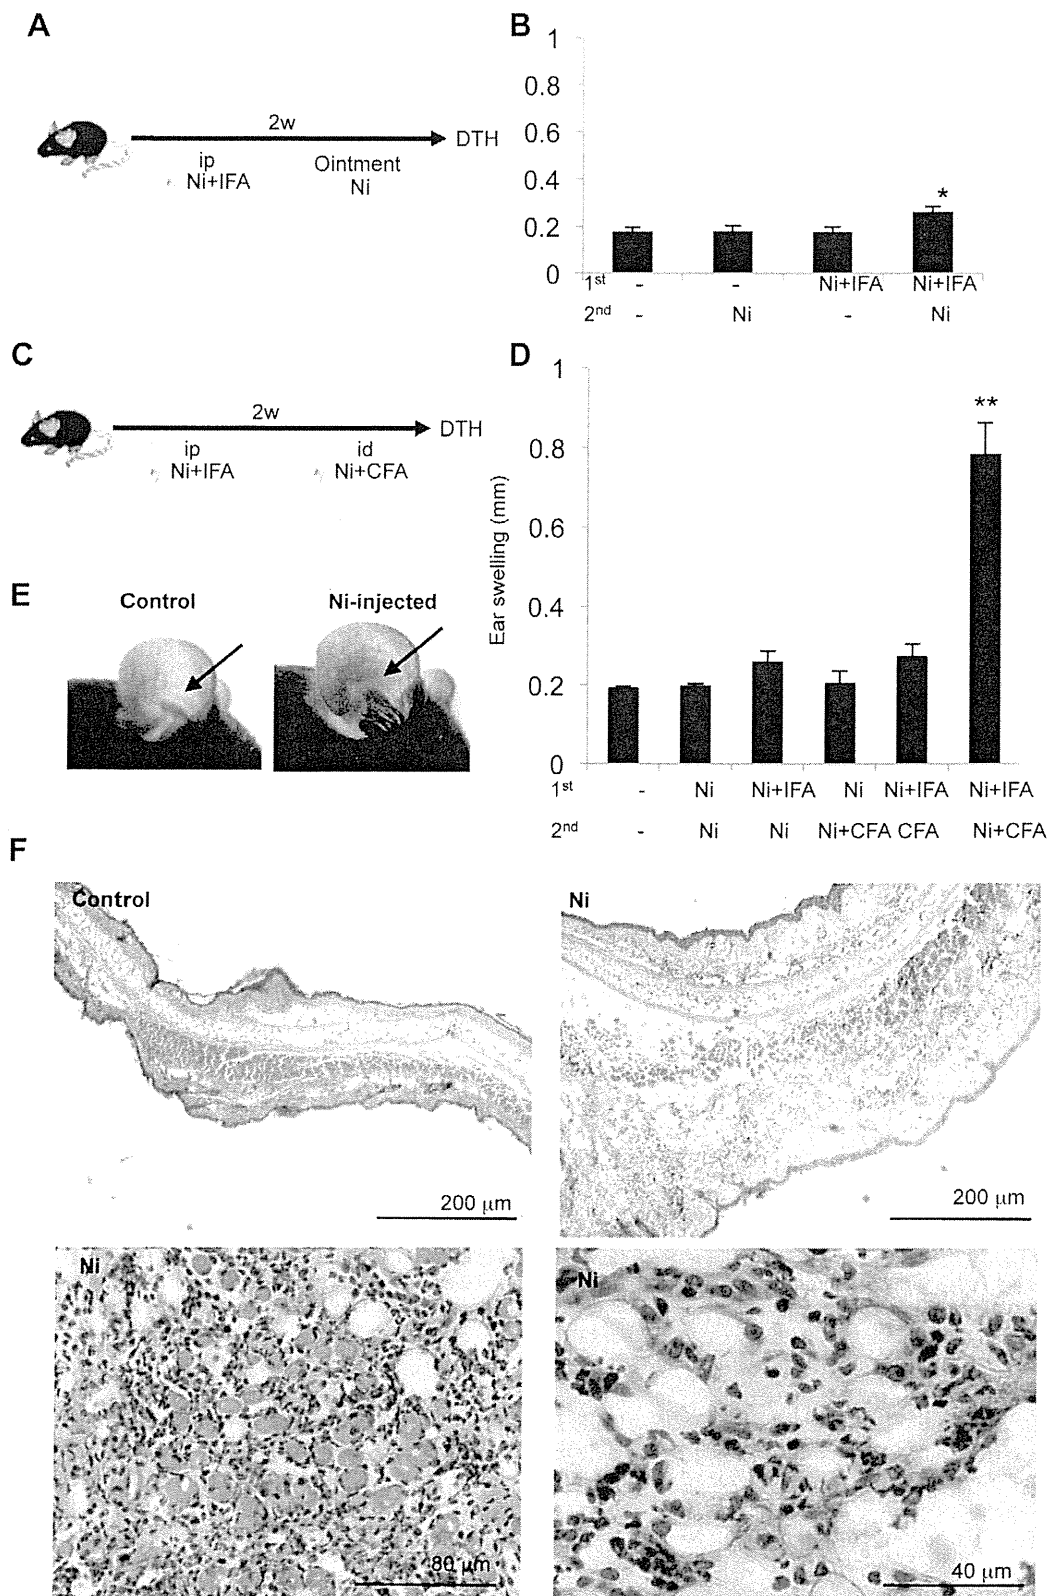 A
2w
DTH
ip
Ni+IFA
Ointment
Ni
B
1
0.8
0.6
0.4
0.2
0
*
1st - - Ni+IFA Ni+IFA
2nd - Ni - Ni
C
2w
DTH
ip
Ni+IFA
id
Ni+CFA
D
Ear swelling (mm)
1
0.8
0.6
0.4
0.2
0
**
1st - Ni Ni+IFA Ni Ni+IFA Ni+IFA
2nd - Ni Ni Ni+CFA CFA Ni+CFA
E
Control
Ni-injected
F
Control
200 μm
Ni
200 μm
Ni
80 μm
Ni
40 μm